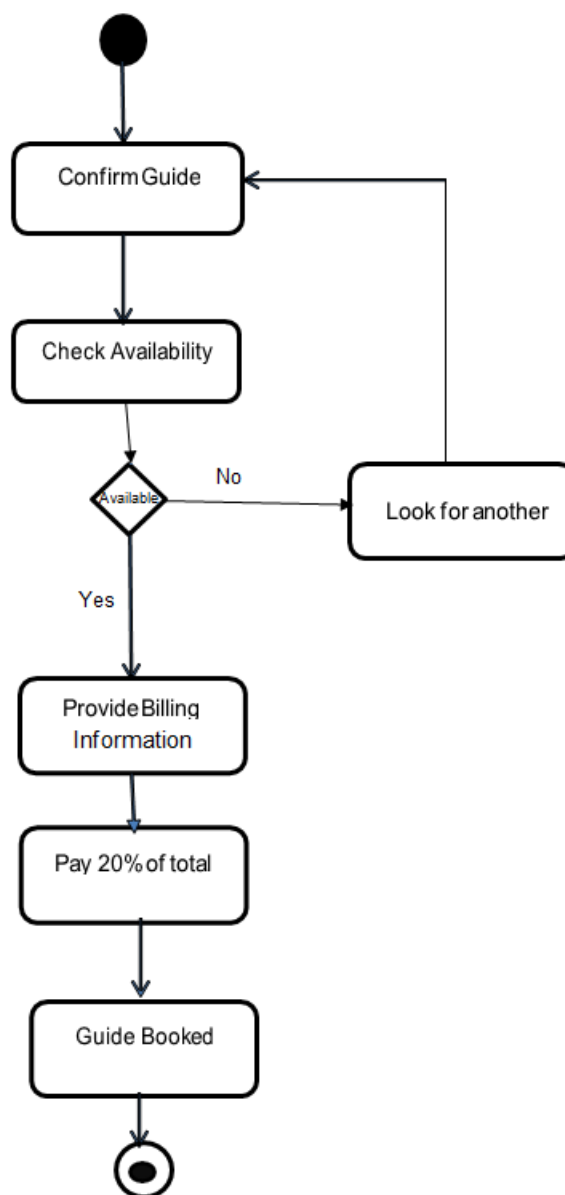 Confirm Guide
Check Availability
Available
No
Look for another
Yes
Provide Billing
Information
Pay 20% of total
Guide Booked